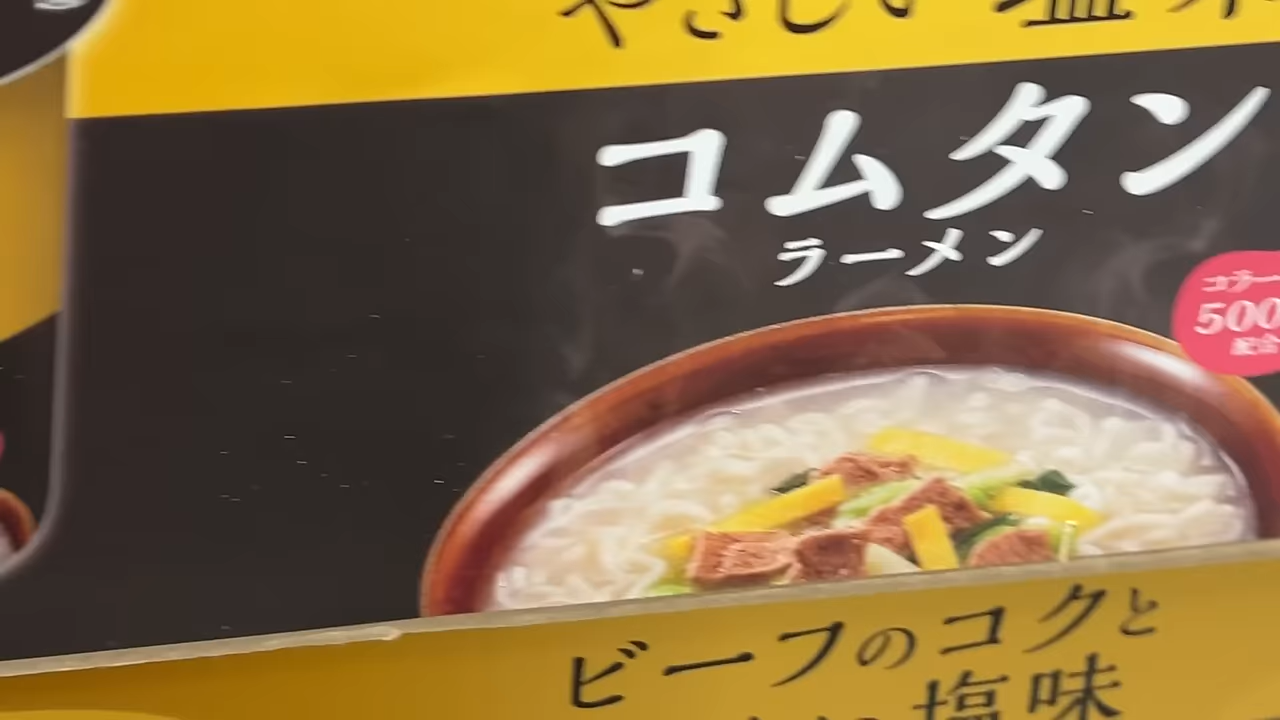 やさしい塩味
コムタン
ラーメン
コラー
500
配合
ビーフのコクと
塩味